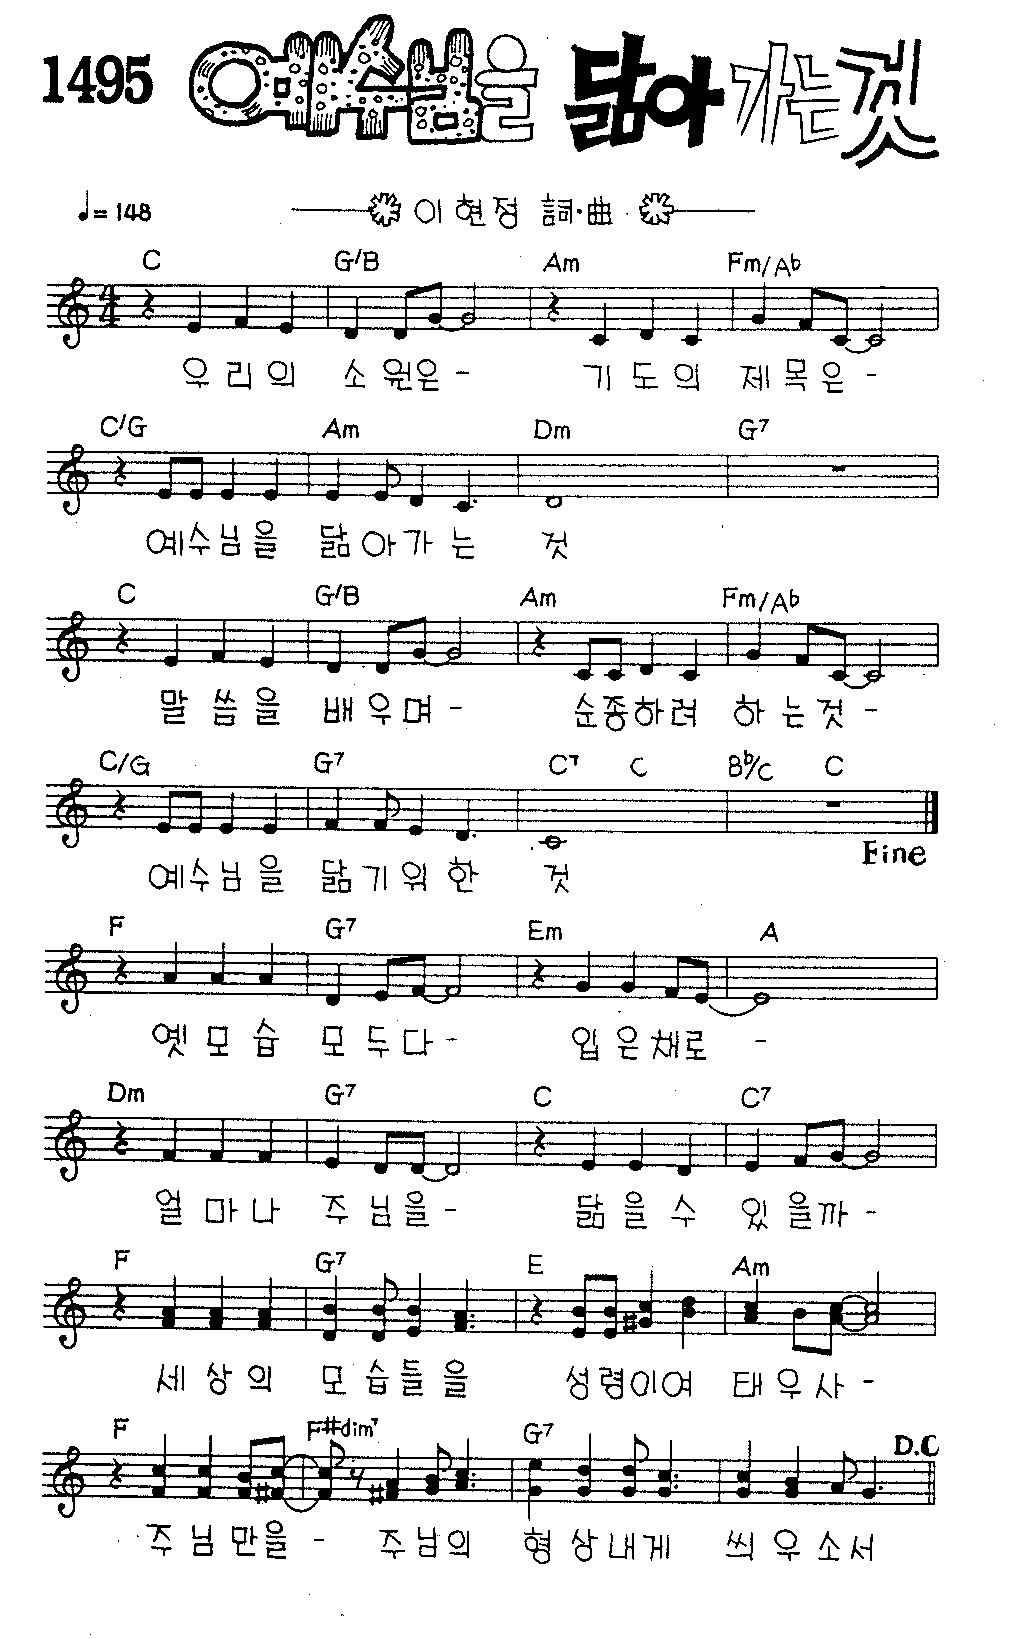 1495 예수님을 닮아가는것
♩= 148 이현정 詞·曲
C G/B Am Fm/A♭
우리의 소원은- 기도의 제목은-
C/G Am Dm G7
예수님을 닮아가는 것
C G/B Am Fm/A♭
말씀을 배우며- 순종하려 하는것-
C/G G7 C7 C B♭/C C
Fine
예수님을 닮기위한 것
F G7 Em A
옛모습 모두다- 입은채로 -
Dm G7 C C7
얼마나 주님을- 닮을수 있을까-
F G7 E Am
세상의 모습들을 성령이여 태우사-
F F#dim7 G7 D.C
주님만을- 주님의 형상내게 씌우소서